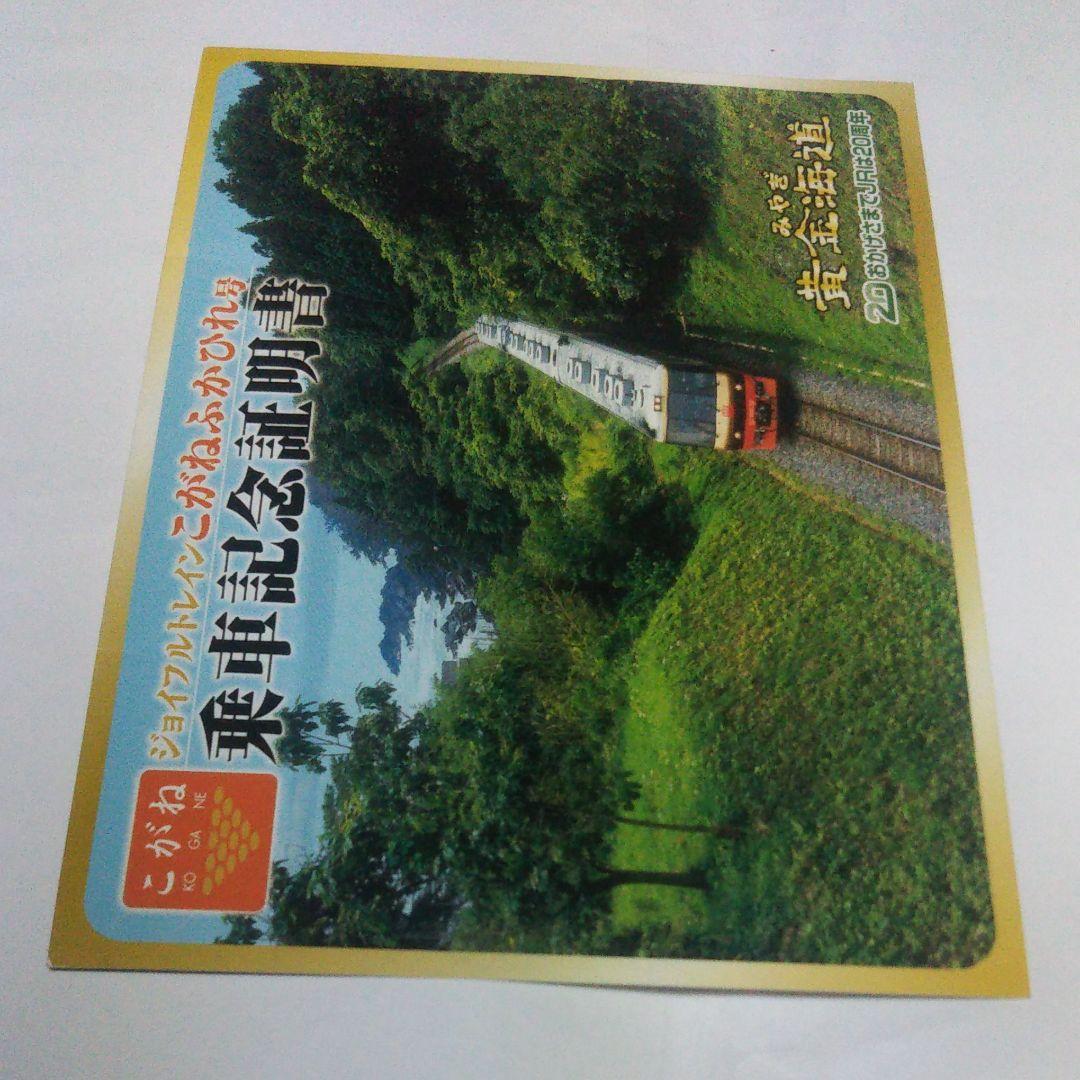 こがね
KO GA NE
ジョイフルトレインこがねふかひれ号
乗車記念証明書
みやぎ
黄金海道
20 おかげさまでJRは20周年